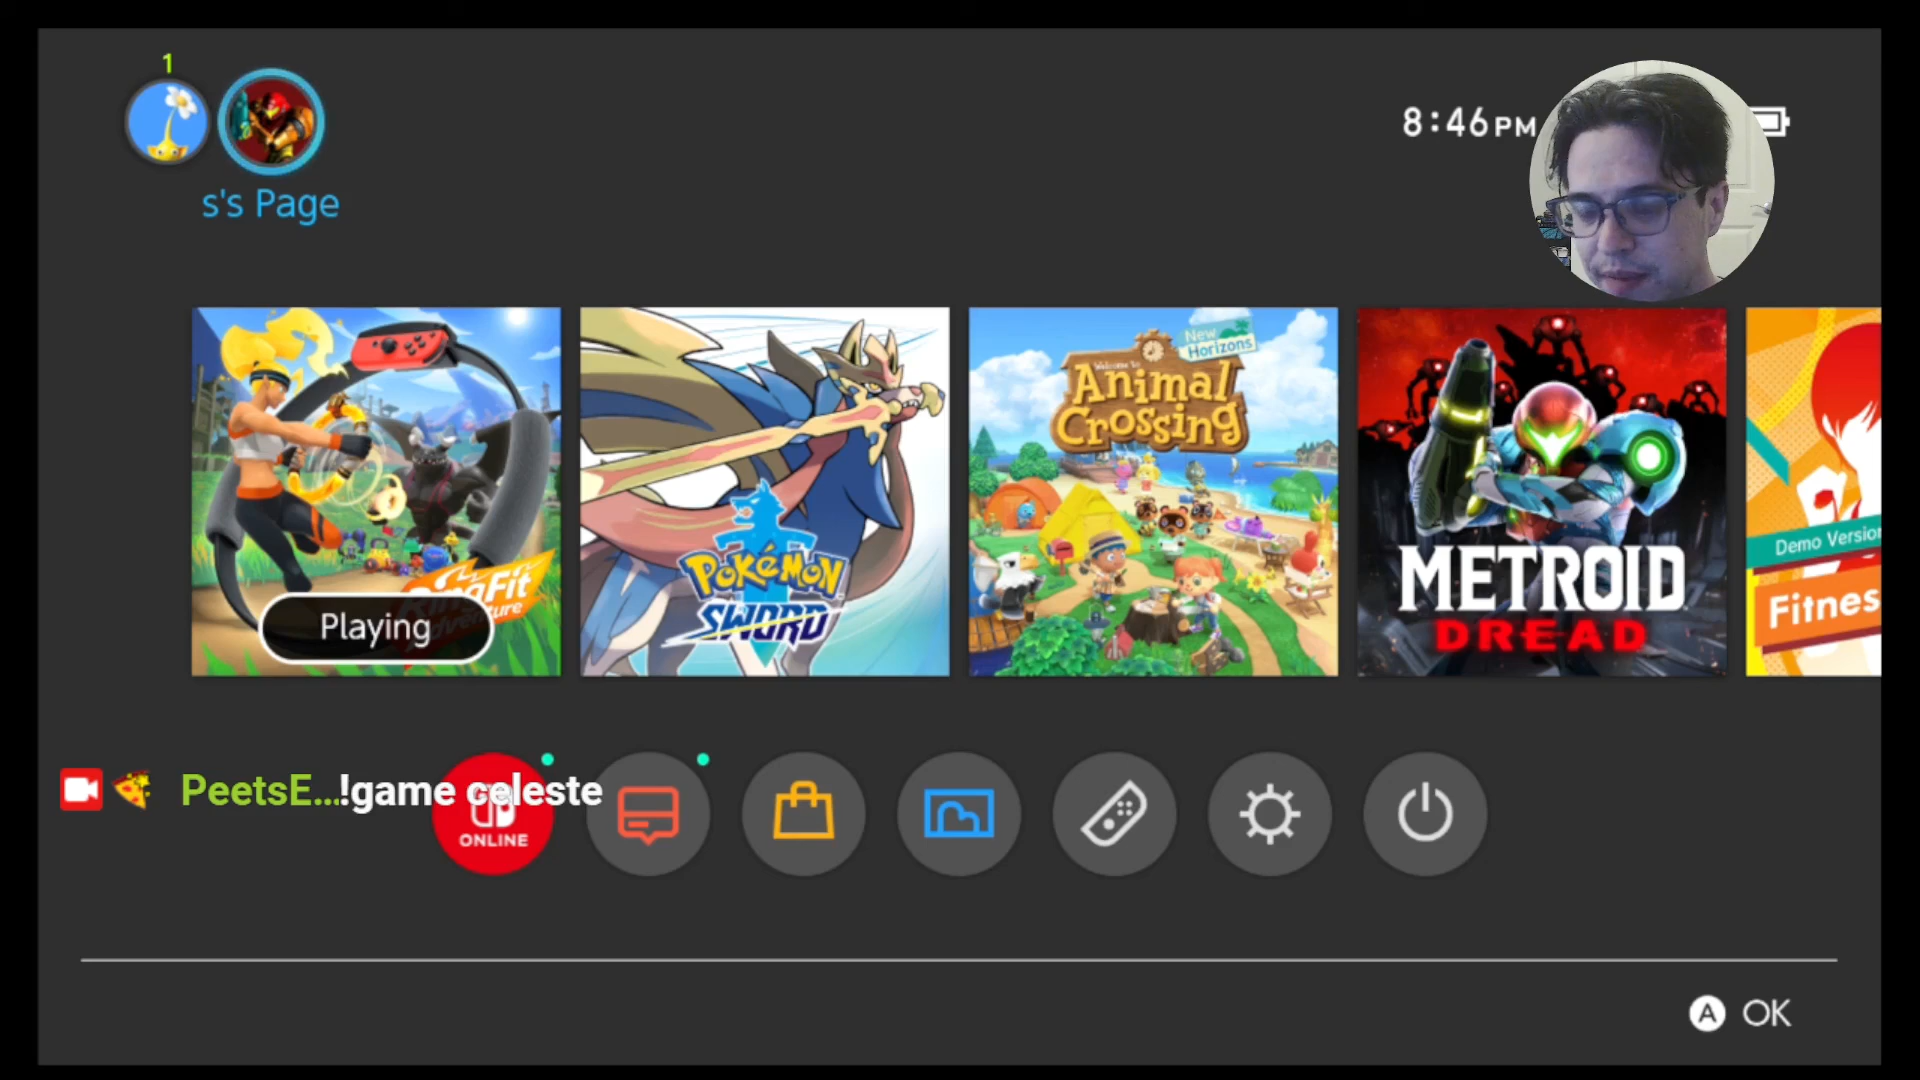 1
8:46PM
s's Page
RingFit
Adventure
Playing
POKéMON
SWORD
New
Horizons
Welcome to
Animal
Crossing
METROID
DREAD
Demo Version
Fitnes
PeetsE...!game celeste
ONLINE
A OK